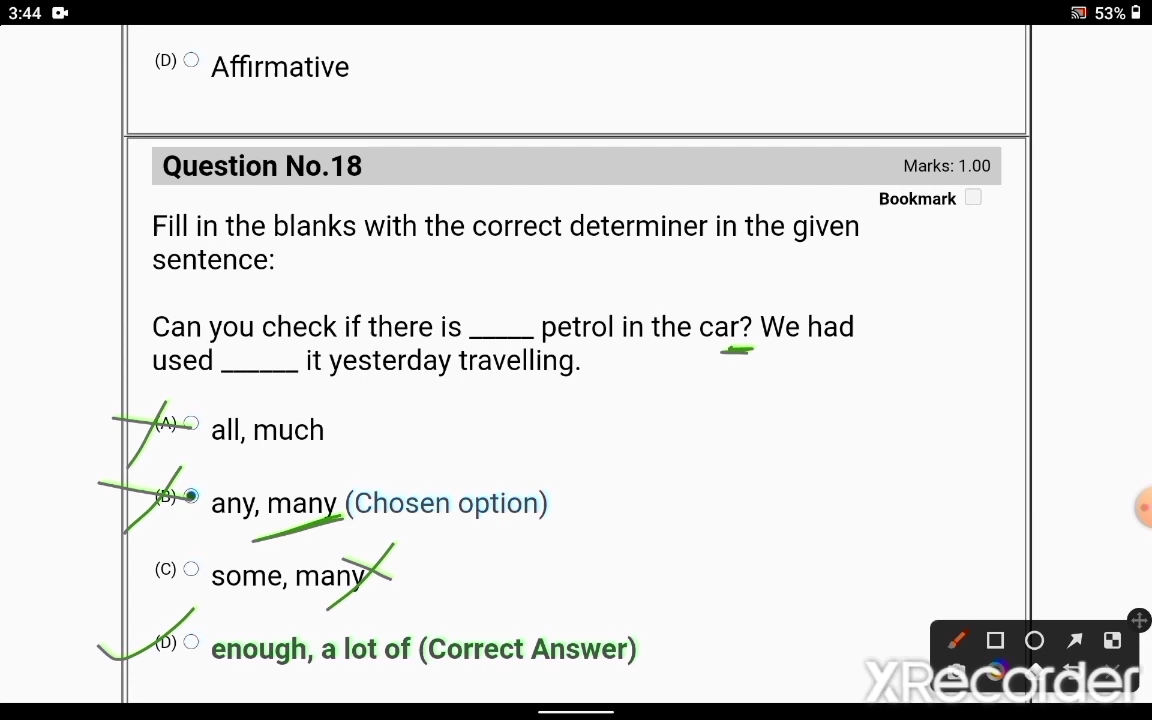 3:44
53%
(D) Affirmative
Question No.18 Marks: 1.00
Bookmark
Fill in the blanks with the correct determiner in the given
sentence:
Can you check if there is _____ petrol in the car? We had
used ______ it yesterday travelling.
(A) all, much
(B) any, many (Chosen option)
(C) some, many
(D) enough, a lot of (Correct Answer)
XRecorder